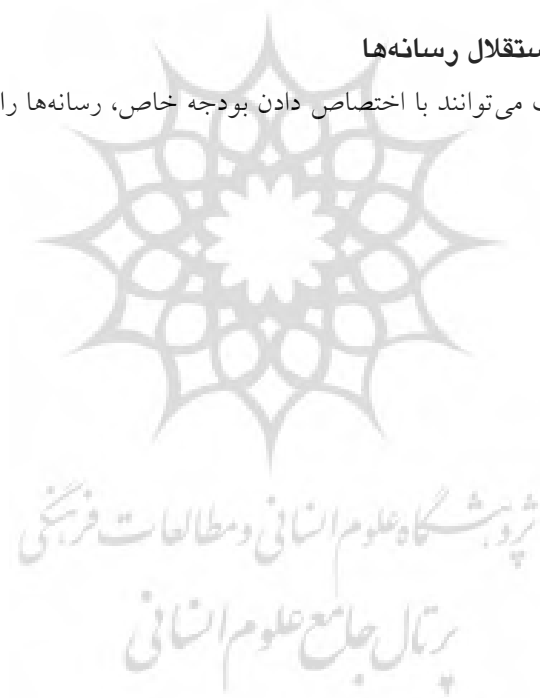 ستقلال رسانه‌ها
می‌توانند با اختصاص دادن بودجه خاص، رسانه‌ها را
پژوهشگاه علوم انسانی و مطالعات فرهنگی
پرتال جامع علوم انسانی